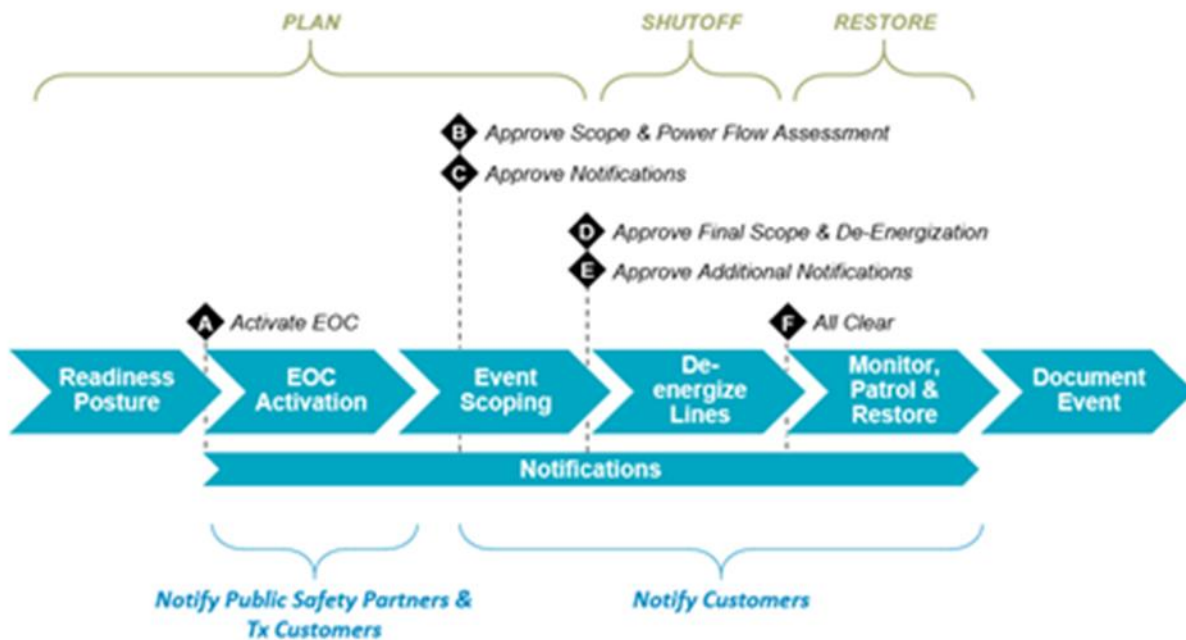 PLAN
SHUTOFF
RESTORE
B Approve Scope & Power Flow Assessment
C Approve Notifications
D Approve Final Scope & De-Energization
E Approve Additional Notifications
A Activate EOC
F All Clear
Readiness
Posture
EOC
Activation
Event
Scoping
De-
energize
Lines
Monitor,
Patrol &
Restore
Document
Event
Notifications
Notify Public Safety Partners &
Tx Customers
Notify Customers